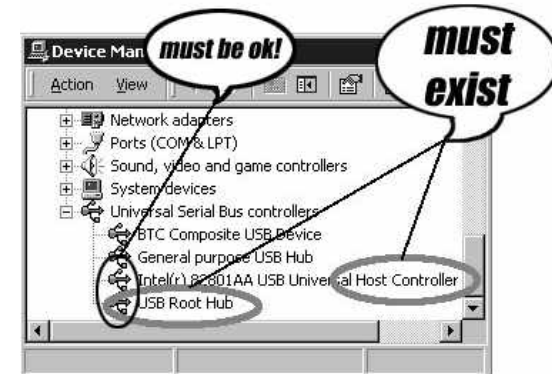 must be ok!
must
exist
Device Man
Action View
Network adapters
Ports (COM & LPT)
Sound, video and game controllers
System devices
Universal Serial Bus controllers
BTC Composite USB Device
General purpose USB Hub
Intel(r) 82801AA USB Universal Host Controller
USB Root Hub